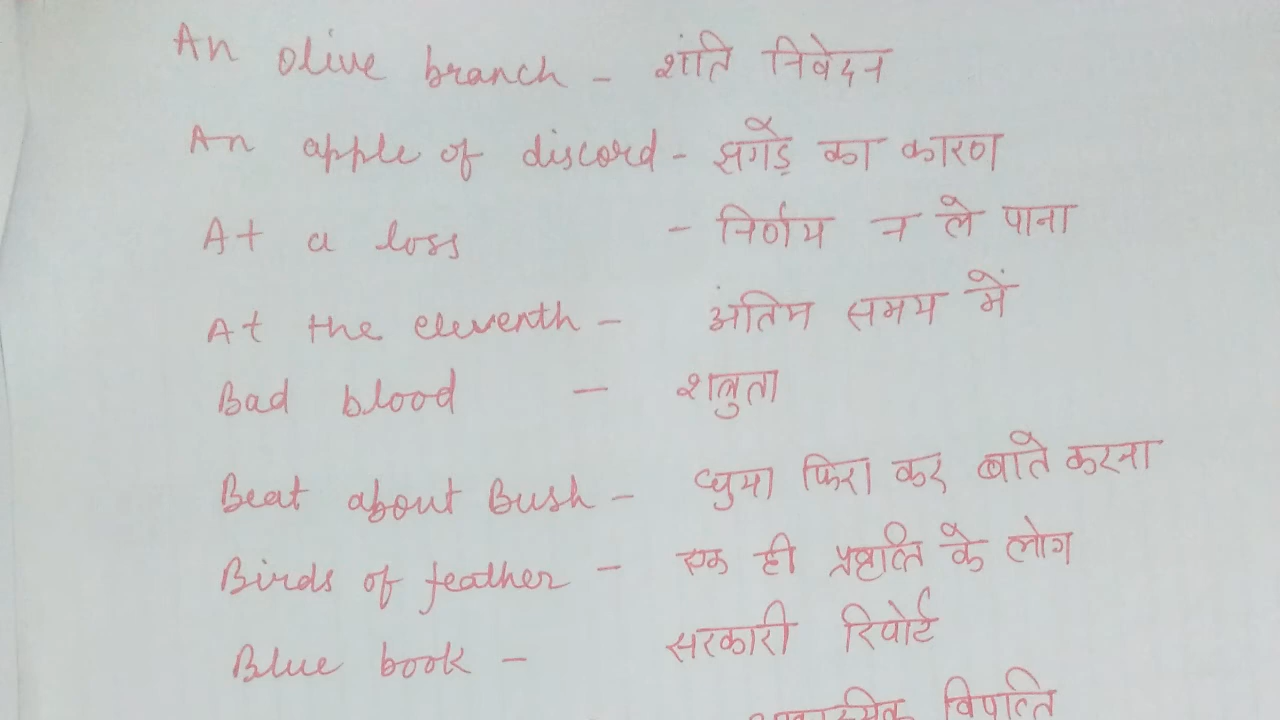 An olive branch - शांति निवेदन
An apple of discord - झगड़े का कारण
At a loss - निर्णय न ले पाना
At the eleventh - अंतिम समय में
Bad blood - शत्रुता
Beat about Bush - घुमा फिरा कर बाते करना
Birds of feather - एक ही प्रवृत्ति के लोग
Blue book - सरकारी रिपोर्ट
विपत्ति